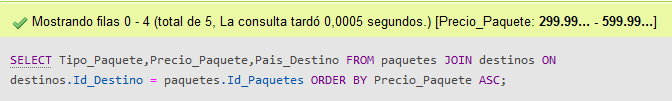 Mostrando filas 0 - 4 (total de 5, La consulta tardó 0,0005 segundos.) [Precio_Paquete: 299.99... - 599.99...]
SELECT Tipo_Paquete,Precio_Paquete,Pais_Destino FROM paquetes JOIN destinos ON
destinos.Id_Destino = paquetes.Id_Paquetes ORDER BY Precio_Paquete ASC;